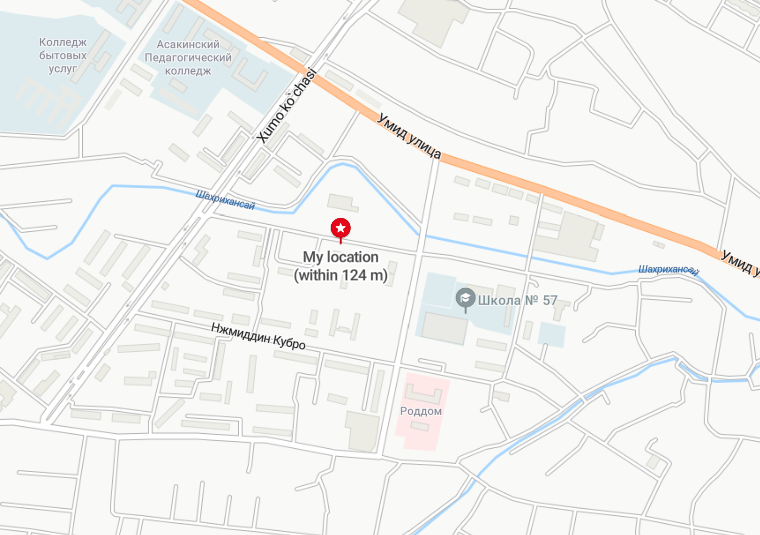 Колледж
бытовых
услуг
Асакинский
Педагогический
колледж
Xumo ko`chasi
Умид улица
Шахрихансай
My location
(within 124 m)
Умид у
Шахрихансай
Школа № 57
Нжмиддин Кубро
Роддом